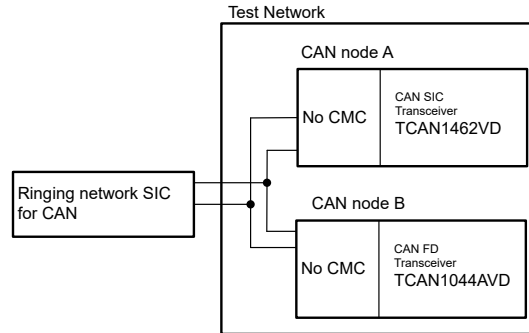 Test Network
CAN node A
No CMC
CAN SIC
Transceiver
TCAN1462VD
Ringing network SIC
for CAN
CAN node B
No CMC
CAN FD
Transceiver
TCAN1044AVD